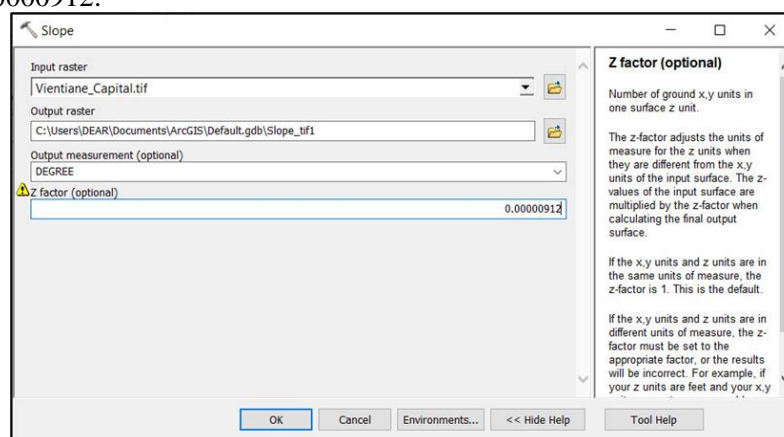 0000912.
Slope
Input raster
Vientiane_Capital.tif
Output raster
C:\Users\DEAR\Documents\ArcGIS\Default.gdb\Slope_tif1
Output measurement (optional)
DEGREE
Z factor (optional)
0.00000912
Z factor (optional)
Number of ground x,y units in
one surface z unit.
The z-factor adjusts the units of
measure for the z units when
they are different from the x,y
units of the input surface. The z-
values of the input surface are
multiplied by the z-factor when
calculating the final output
surface.
If the x,y units and z units are in
the same units of measure, the
z-factor is 1. This is the default.
If the x,y units and z units are in
different units of measure, the z-
factor must be set to the
appropriate factor, or the results
will be incorrect. For example, if
your z units are feet and your x,y
OK
Cancel
Environments...
<< Hide Help
Tool Help